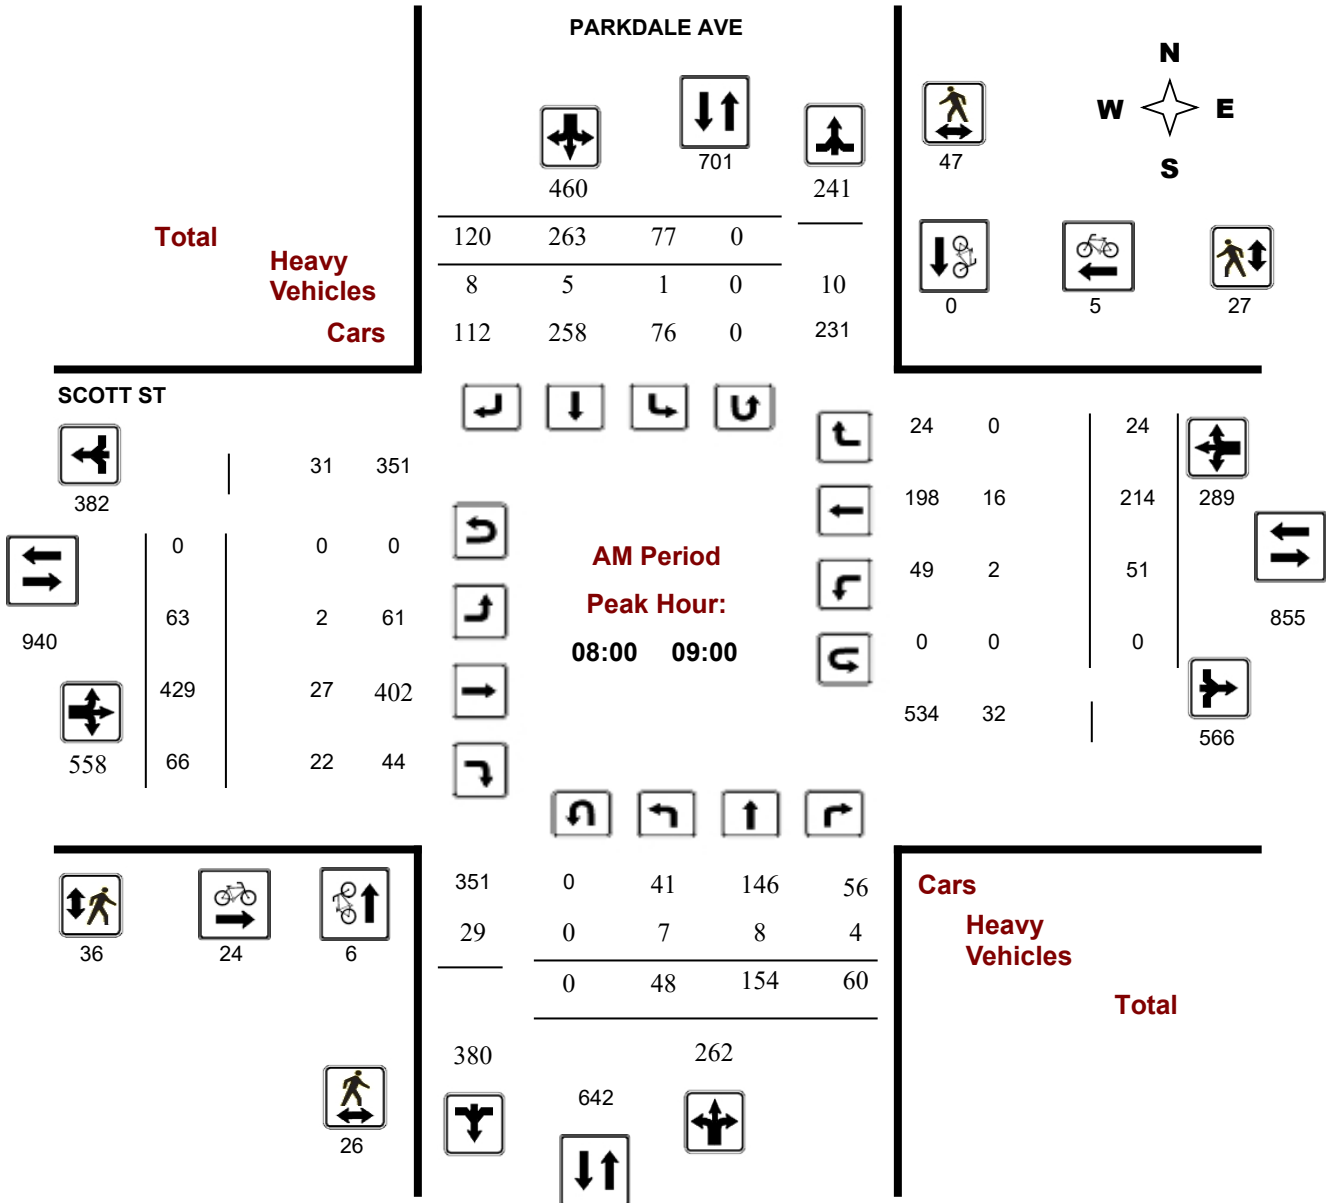 PARKDALE AVE
N
W E
S
701
47
460
241
Total
120 263 77 0
Heavy
Vehicles
8 5 1 0 10
Cars
112 258 76 0 231
0 5 27
SCOTT ST
24 0 24
31 351
382
198 16 214 289
0 0 0
AM Period
49 2 51
63 2 61
Peak Hour:
855
940
08:00 09:00
0 0 0
429 27 402
534 32
566
558 66 22 44
351 0 41 146 56
Cars
29 0 7 8 4
Heavy
Vehicles
36 24 6
0 48 154 60
Total
380 262
642
26